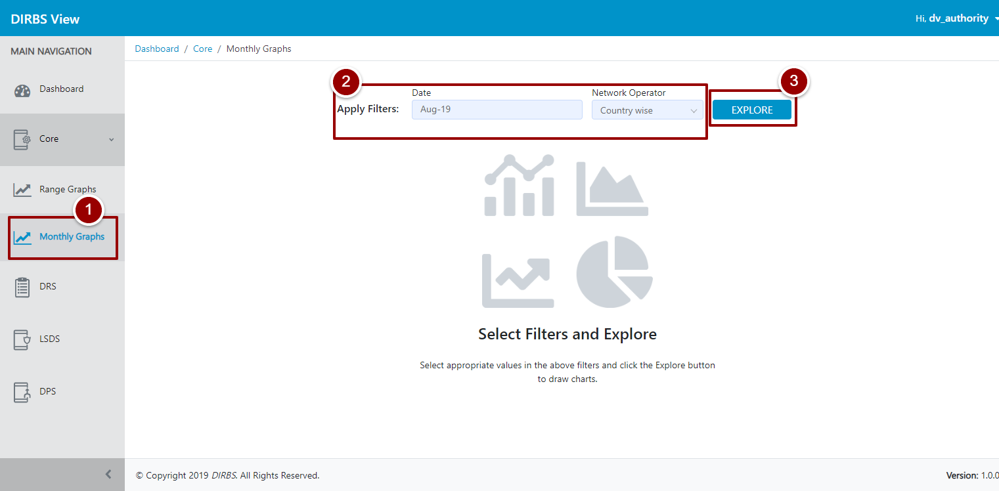 DIRBS View
Hi, dv_authority
MAIN NAVIGATION
Dashboard / Core / Monthly Graphs
Dashboard
Core
Range Graphs
1
Monthly Graphs
DRS
LSDS
DPS
2
3
Date
Network Operator
Apply Filters:
Aug-19
Country wise
EXPLORE
Select Filters and Explore
Select appropriate values in the above filters and click the Explore button
to draw charts.
© Copyright 2019 DIRBS. All Rights Reserved.
Version: 1.0.0